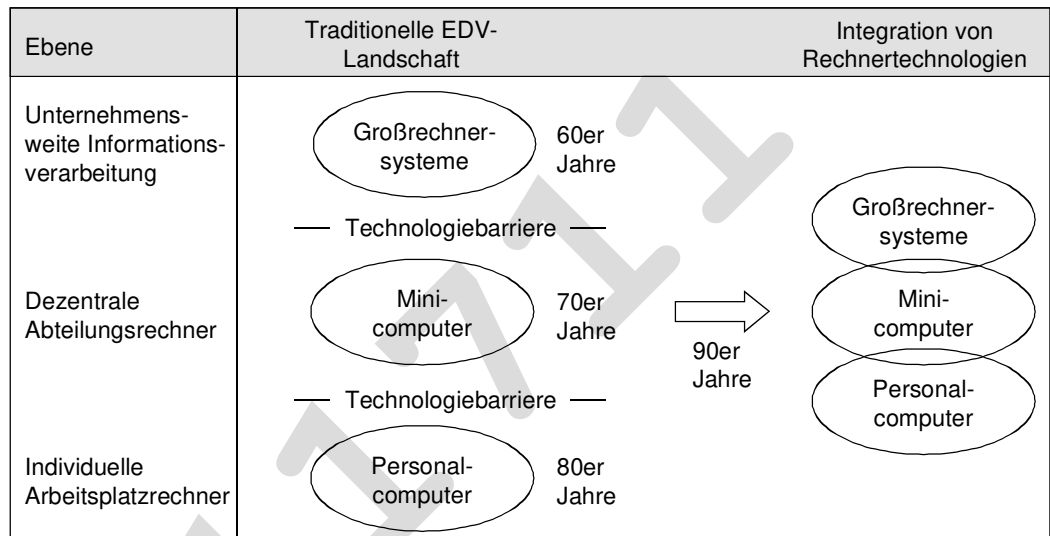 Ebene
Traditionelle EDV-
Landschaft
Integration von
Rechnertechnologien
Unternehmens-
weite Informations-
verarbeitung
Großrechner-
systeme
60er
Jahre
Technologiebarriere
Dezentrale
Abteilungsrechner
Mini-
computer
70er
Jahre
Technologiebarriere
Individuelle
Arbeitsplatzrechner
Personal-
computer
80er
Jahre
90er
Jahre
Großrechner-
systeme
Mini-
computer
Personal-
computer
1711